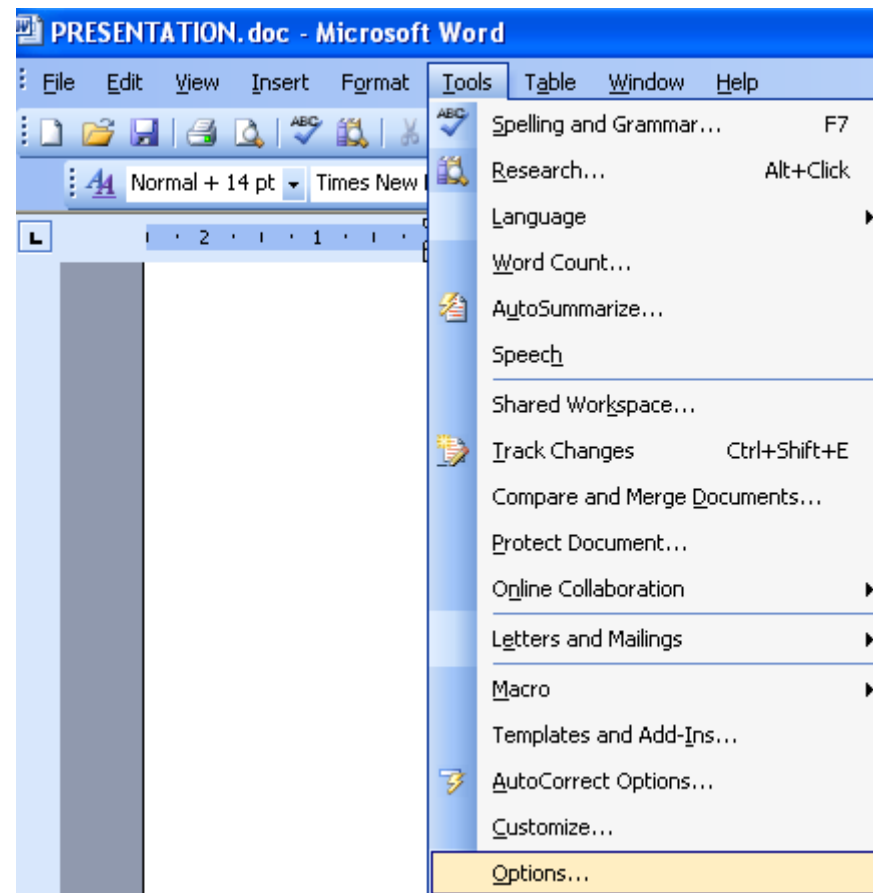 PRESENTATION.doc - Microsoft Word
File Edit View Insert Format Tools Table Window Help
ABC ABC Spelling and Grammar... F7
Normal + 14 pt Times New
Research... Alt+Click
Language
L 2 1
Word Count...
AutoSummarize...
Speech
Shared Workspace...
Track Changes Ctrl+Shift+E
Compare and Merge Documents...
Protect Document...
Online Collaboration
Letters and Mailings
Macro
Templates and Add-Ins...
AutoCorrect Options...
Customize...
Options...